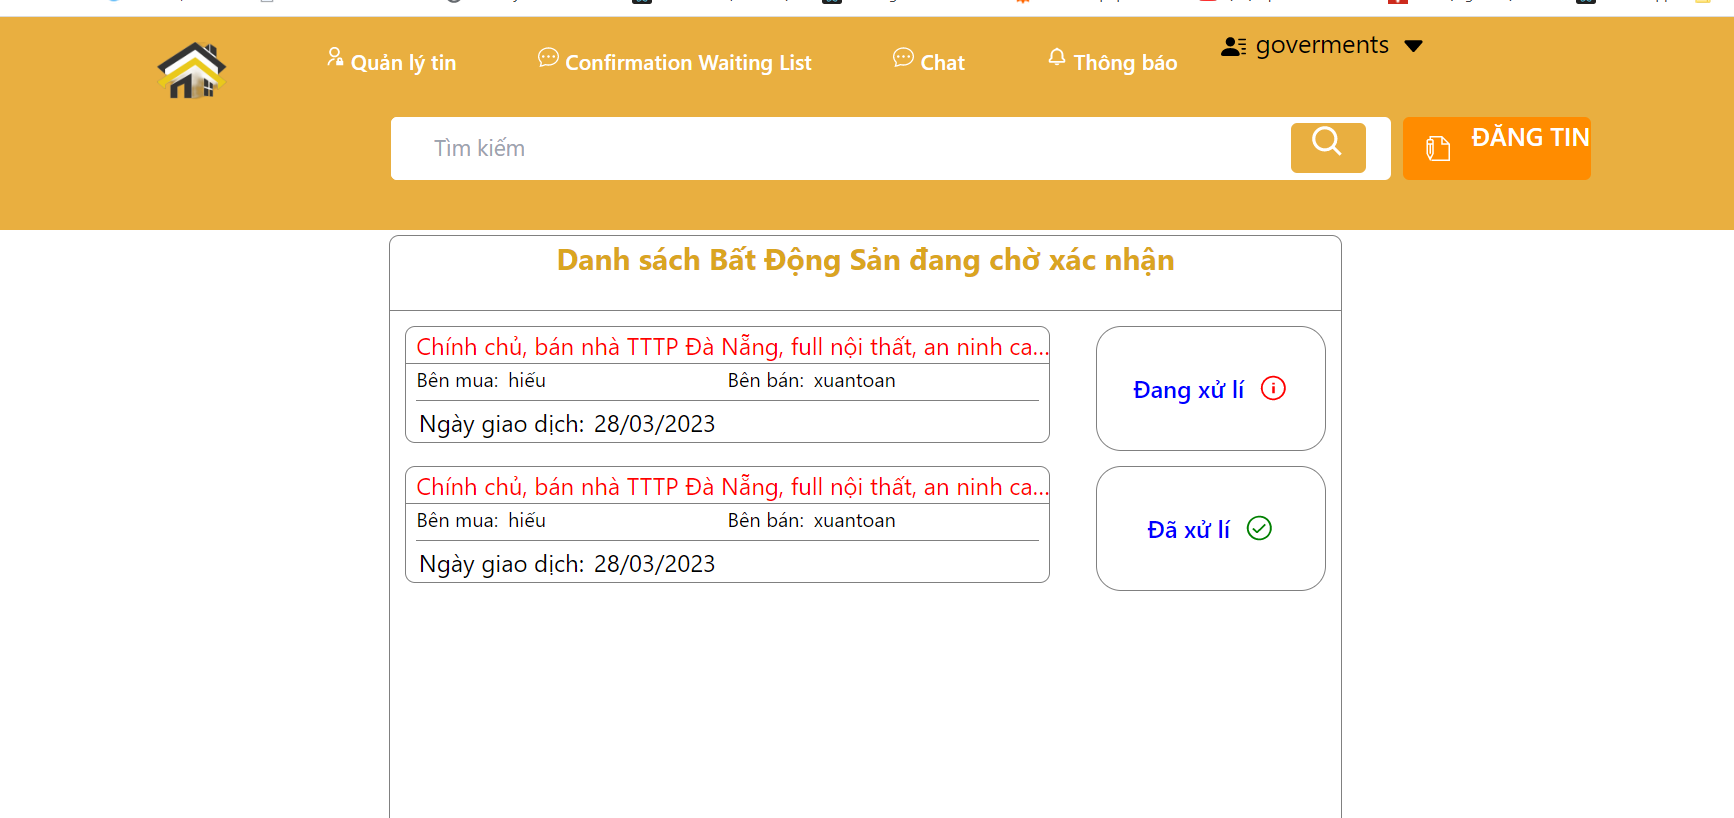 Quản lý tin
Confirmation Waiting List
Chat
Thông báo
goverments
Tìm kiếm
ĐĂNG TIN
Danh sách Bất Động Sản đang chờ xác nhận
Chính chủ, bán nhà TTTP Đà Nẵng, full nội thất, an ninh ca...
Bên mua: hiếu Bên bán: xuantoan
Ngày giao dịch: 28/03/2023
Đang xử lí
Chính chủ, bán nhà TTTP Đà Nẵng, full nội thất, an ninh ca...
Bên mua: hiếu Bên bán: xuantoan
Ngày giao dịch: 28/03/2023
Đã xử lí